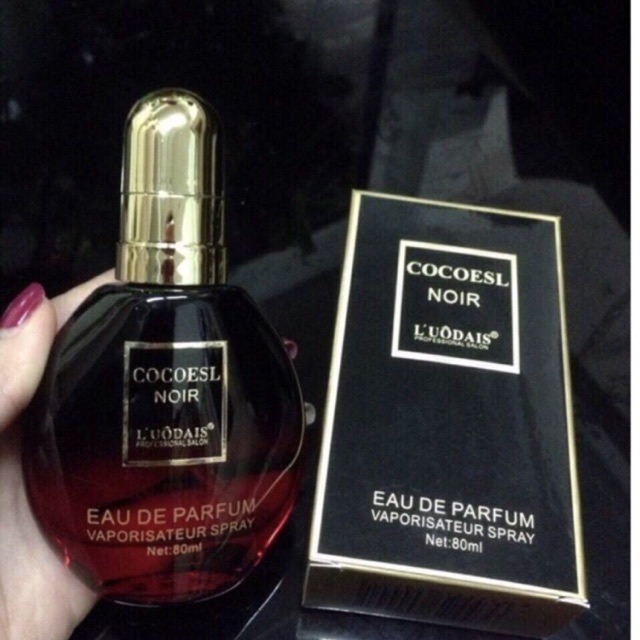 COCOESL
NOIR
L'UÔDAIS®
PROFESSIONAL SALON
EAU DE PARFUM
VAPORISATEUR SPRAY
Net:80ml
COCOESL
NOIR
L'UÔDAIS®
PROFESSIONAL SALON
EAU DE PARFUM
VAPORISATEUR SPRAY
Net:80ml